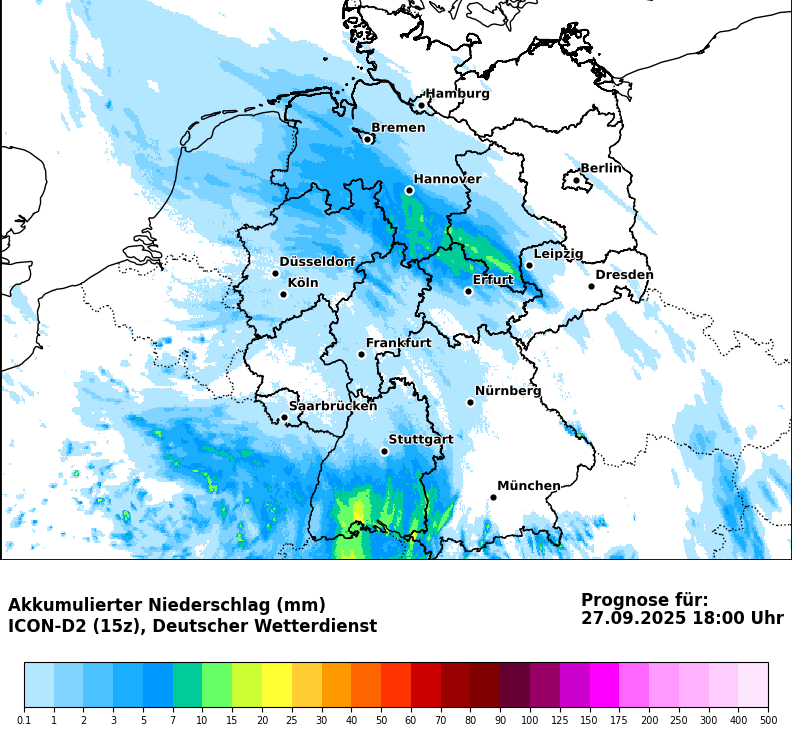 Hamburg
Bremen
Berlin
Hannover
Leipzig
Düsseldorf
Dresden
Köln
Erfurt
Frankfurt
Nürnberg
Saarbrücken
Stuttgart
München
Akkumulierter Niederschlag (mm)
ICON-D2 (15z), Deutscher Wetterdienst
Prognose für:
27.09.2025 18:00 Uhr
0.1 1 2 3 5 7 10 15 20 25 30 40 50 60 70 80 90 100 125 150 175 200 250 300 400 500